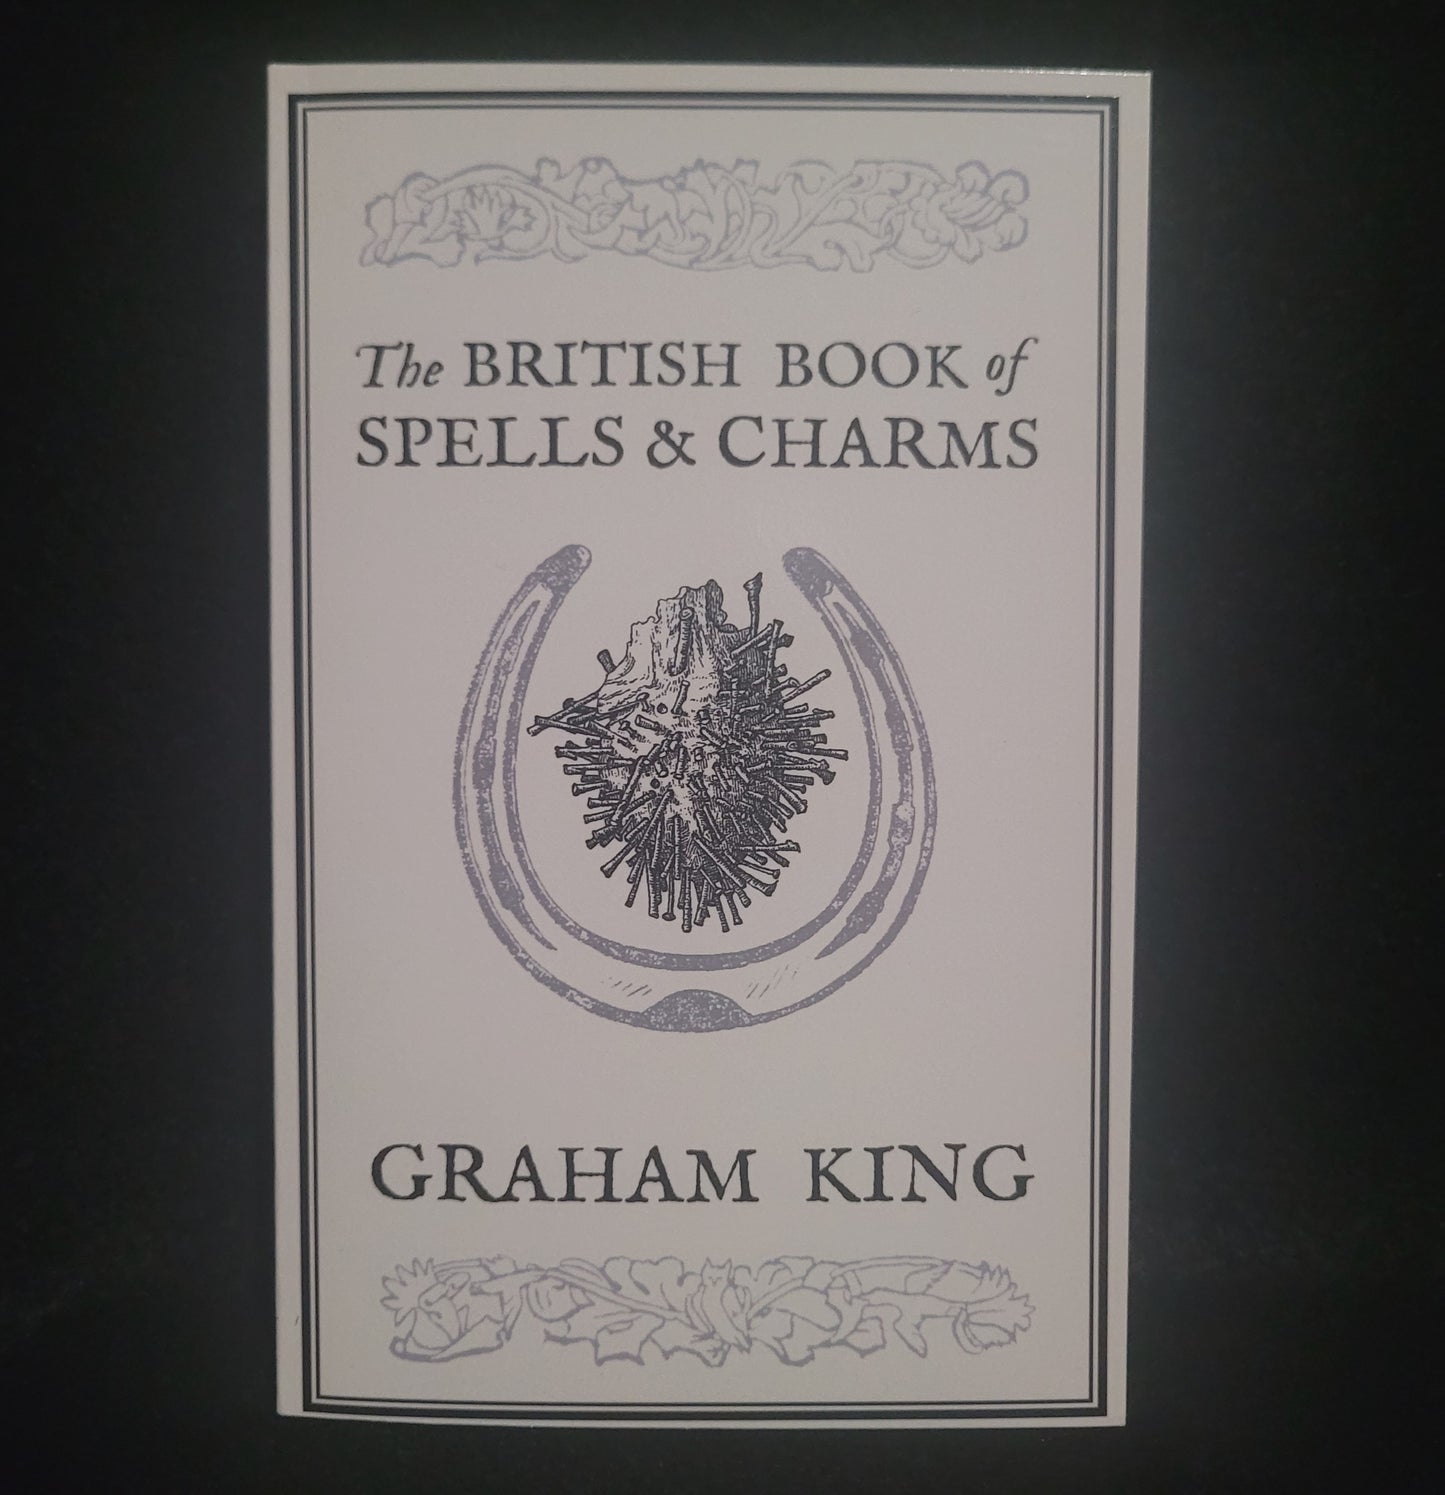 The BRITISH BOOK of
SPELLS & CHARMS
GRAHAM KING